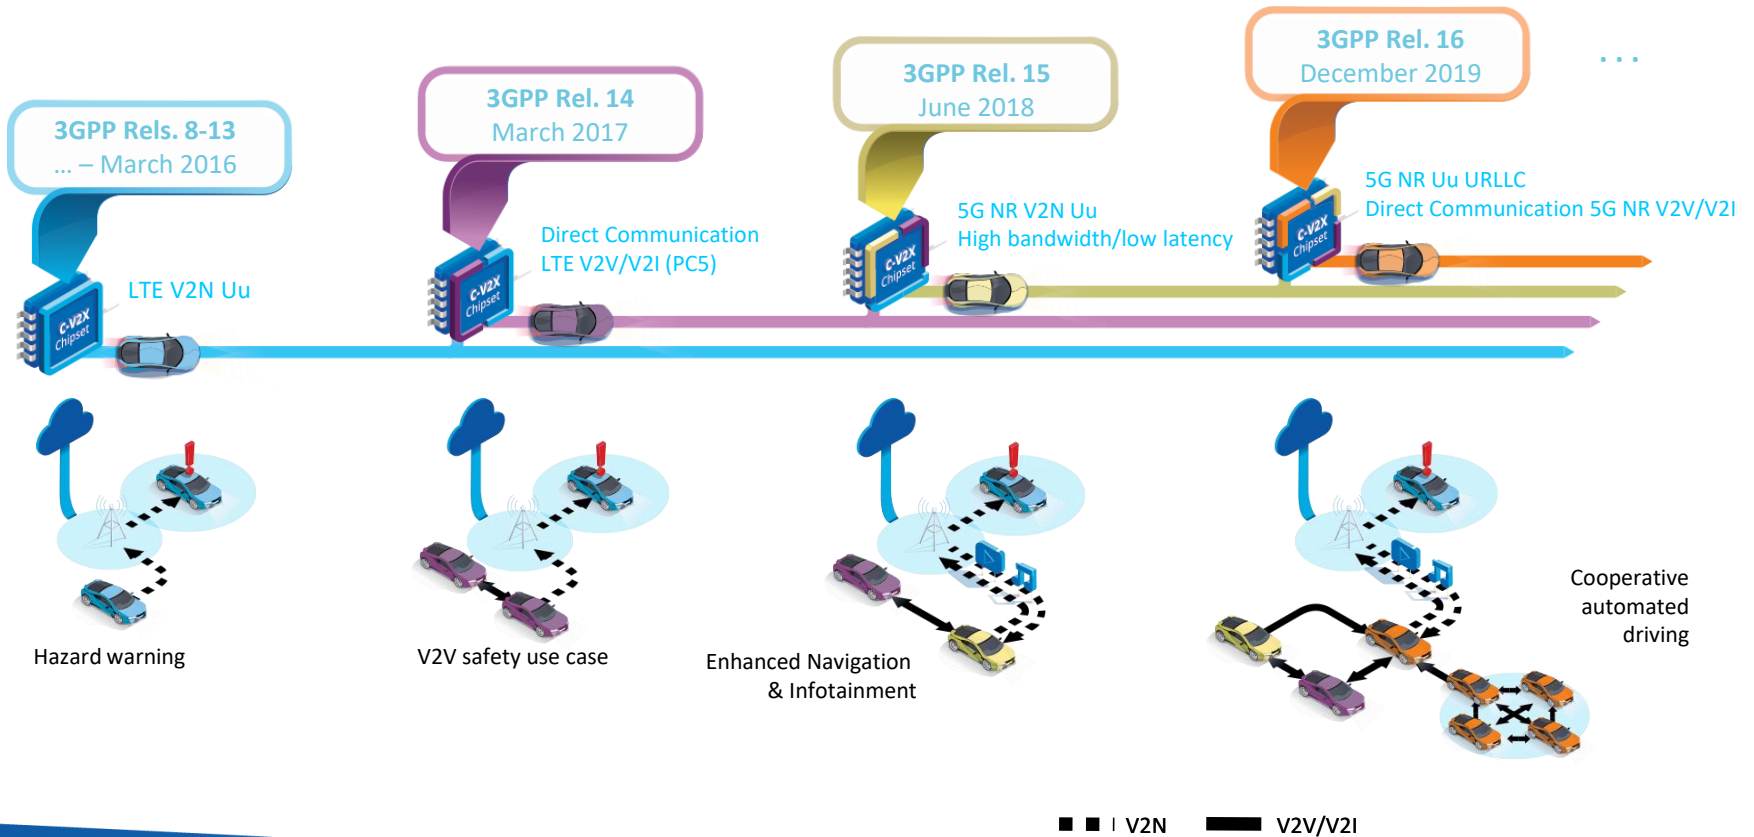 3GPP Rels. 8-13
... – March 2016
3GPP Rel. 14
March 2017
3GPP Rel. 15
June 2018
3GPP Rel. 16
December 2019
...
LTE V2N Uu
C-V2X
Chipset
Direct Communication
LTE V2V/V2I (PC5)
C-V2X
Chipset
5G NR V2N Uu
High bandwidth/low latency
C-V2X
Chipset
5G NR Uu URLLC
Direct Communication 5G NR V2V/V2I
C-V2X
Chipset
Hazard warning
V2V safety use case
Enhanced Navigation
& Infotainment
Cooperative
automated
driving
V2N
V2V/V2I